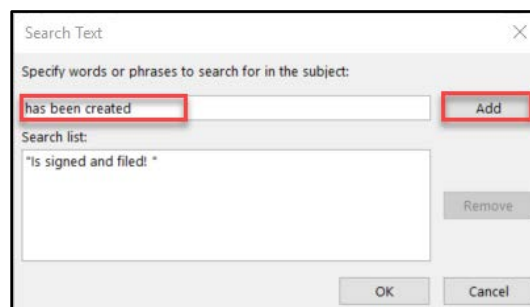 Search Text
Specify words or phrases to search for in the subject:
has been created
Add
Search list:
"Is signed and filed! "
Remove
OK
Cancel